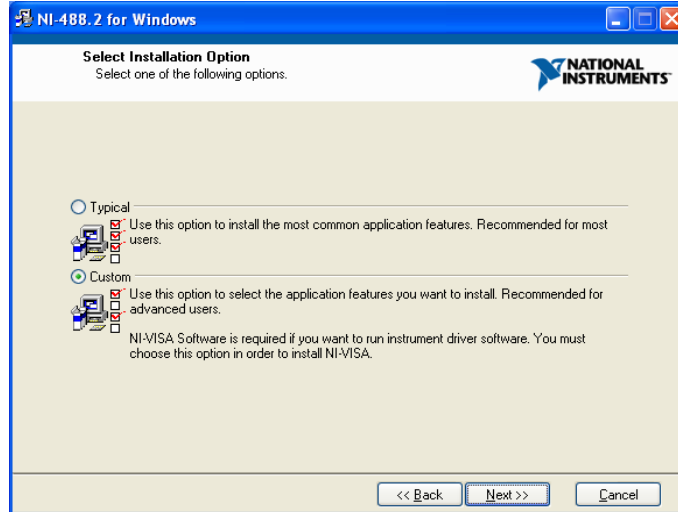 NI-488.2 for Windows
Select Installation Option
Select one of the following options.
NATIONAL
INSTRUMENTS™
Typical
Use this option to install the most common application features. Recommended for most
users.
Custom
Use this option to select the application features you want to install. Recommended for
advanced users.
NI-VISA Software is required if you want to run instrument driver software. You must
choose this option in order to install NI-VISA.
<< Back
Next >>
Cancel